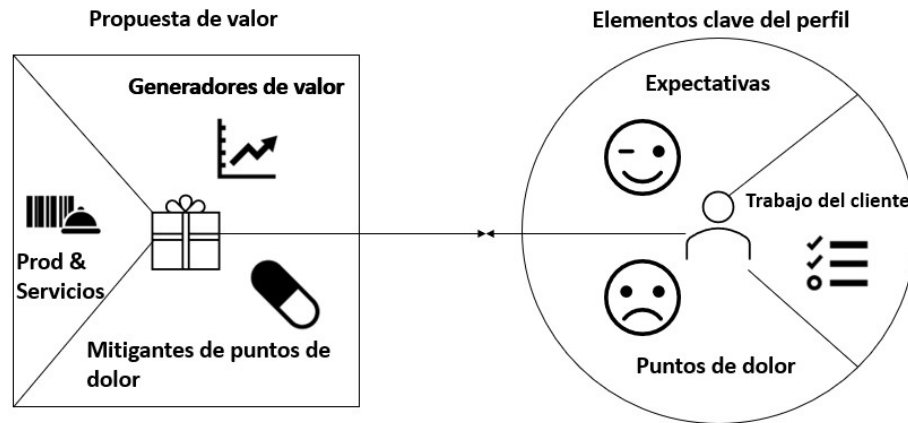 Propuesta de valor
Generadores de valor
Prod &
Servicios
Mitigantes de puntos de
dolor
Elementos clave del perfil
Expectativas
Trabajo del cliente
Puntos de dolor